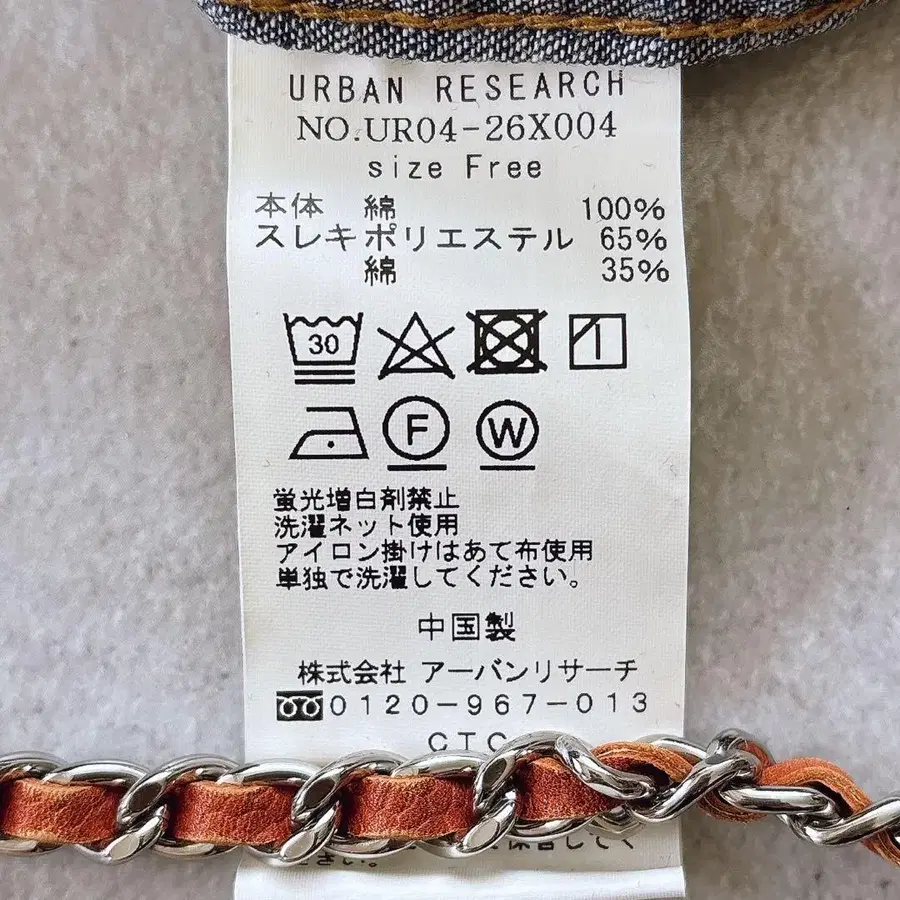 URBAN RESEARCH
NO.UR04-26X004
size Free
本体 綿 100%
スレキポリエステル 65%
綿 35%
30
F W
蛍光増白剤禁止
洗濯ネット使用
アイロン掛けはあて布使用
単独で洗濯してください。
中国製
株式会社 アーバンリサーチ
0120-967-013
CTC